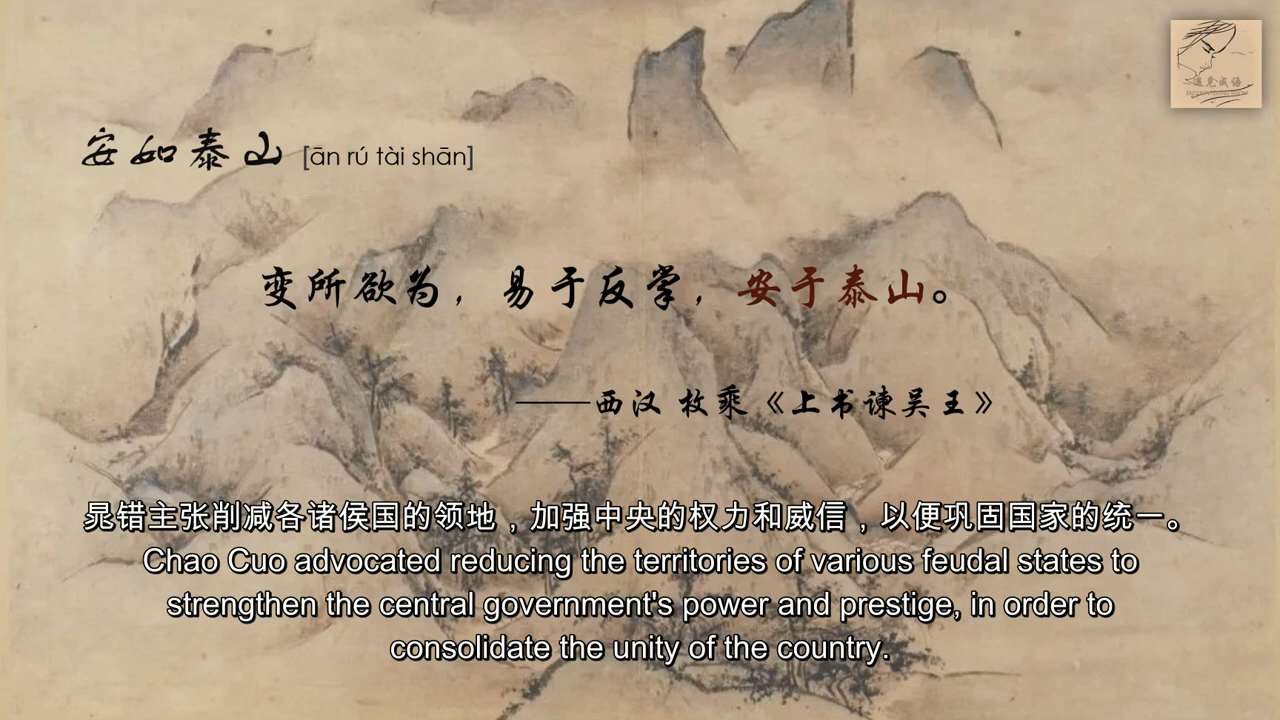 遇见成语
安如泰山 [ān rú tài shān]
变所欲为，易于反掌，安于泰山。
——西汉 枚乘《上书谏吴王》
晁错主张削减各诸侯国的领地，加强中央的权力和威信，以便巩固国家的统一。
Chao Cuo advocated reducing the territories of various feudal states to
strengthen the central government's power and prestige, in order to
consolidate the unity of the country.